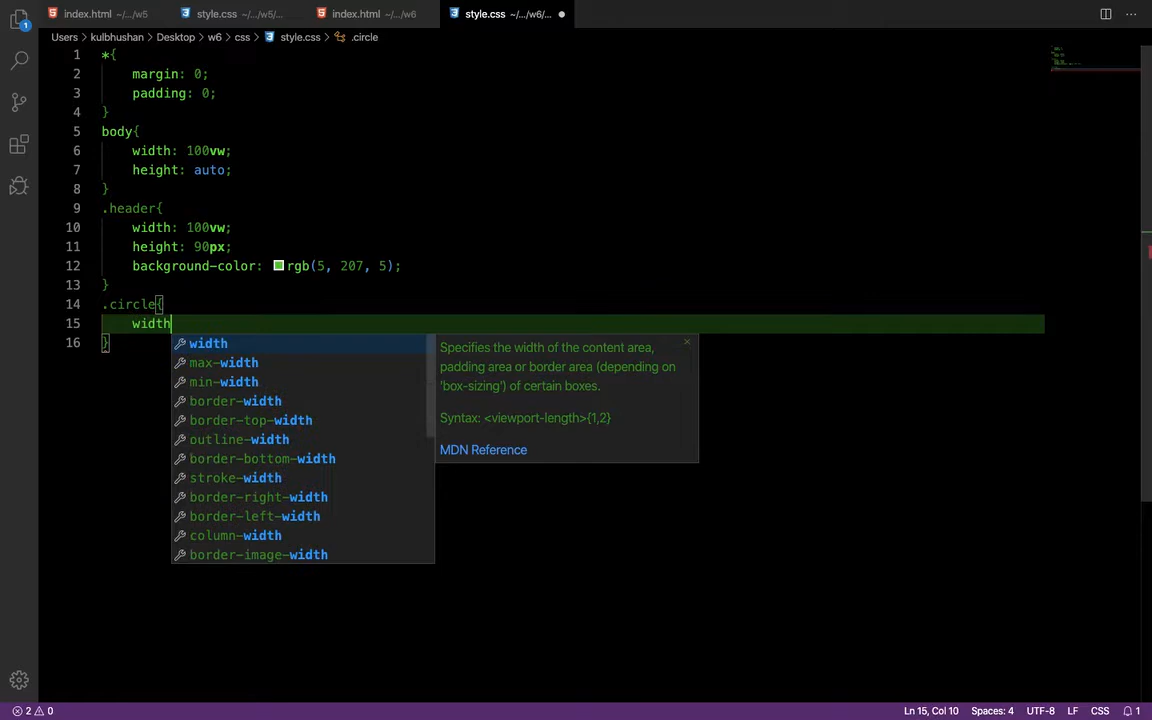 index.html ~/.../w5 style.css ~/.../w5/... index.html ~/.../w6 style.css ~/.../w6/...
Users > kulbhushan > Desktop > w6 > css > style.css > .circle
1 *{
2 margin: 0;
3 padding: 0;
4 }
5 body{
6 width: 100vw;
7 height: auto;
8 }
9 .header{
10 width: 100vw;
11 height: 90px;
12 background-color: rgb(5, 207, 5);
13 }
14 .circle{
15 width
16 }
width
max-width
min-width
border-width
border-top-width
outline-width
border-bottom-width
stroke-width
border-right-width
border-left-width
column-width
border-image-width
Specifies the width of the content area,
padding area or border area (depending on
'box-sizing') of certain boxes.
Syntax: <viewport-length>{1,2}
MDN Reference
1
2 0 Ln 15, Col 10 Spaces: 4 UTF-8 LF CSS 1